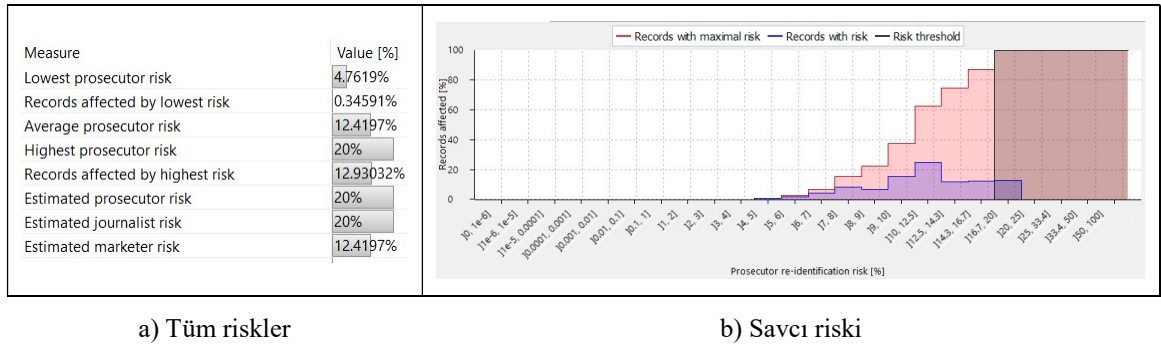 Measure Value [%]
Lowest prosecutor risk 4.7619%
Records affected by lowest risk 0.34591%
Average prosecutor risk 12.4197%
Highest prosecutor risk 20%
Records affected by highest risk 12.93032%
Estimated prosecutor risk 20%
Estimated journalist risk 20%
Estimated marketer risk 12.4197%
Records with maximal risk Records with risk Risk threshold
Records affected [%]
100
80
60
40
20
0
]0, 1e-6]
]1e-6, 1e-5]
]1e-5, 0.0001]
]0.0001, 0.001]
]0.001, 0.01]
]0.01, 0.1]
]0.1, 1]
]1, 2]
]2, 3]
]3, 4]
]4, 5]
]5, 6]
]6, 7]
]7, 8]
]8, 9]
]9, 10]
]10, 12.5]
]12.5, 14.3]
]14.3, 16.7]
]16.7, 20]
]20, 25]
]25, 33.4]
]33.4, 50]
]50, 100]
Prosecutor re-identification risk [%]
a) Tüm riskler
b) Savcı riski